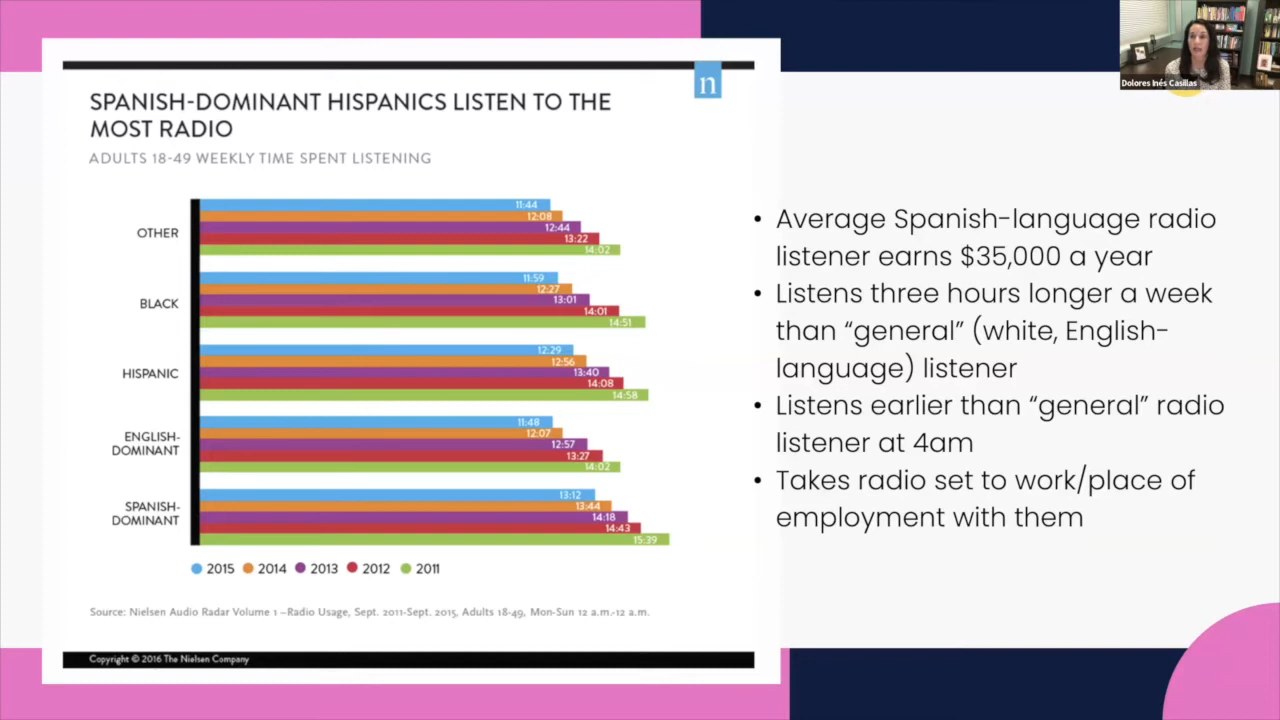 Dolores Inés Casillas
n
SPANISH-DOMINANT HISPANICS LISTEN TO THE
MOST RADIO
ADULTS 18-49 WEEKLY TIME SPENT LISTENING
OTHER
11:44
12:08
12:44
13:22
14:02
BLACK
11:59
12:27
13:01
14:01
14:51
HISPANIC
12:29
12:56
13:40
14:08
14:58
ENGLISH-
DOMINANT
11:48
12:07
12:57
13:27
14:02
SPANISH-
DOMINANT
13:12
13:44
14:18
14:43
15:39
2015 2014 2013 2012 2011
Source: Nielsen Audio Radar Volume 1 –Radio Usage, Sept. 2011-Sept. 2015, Adults 18-49, Mon-Sun 12 a.m.-12 a.m.
Copyright © 2016 The Nielsen Company
• Average Spanish-language radio
listener earns $35,000 a year
• Listens three hours longer a week
than “general” (white, English-
language) listener
• Listens earlier than “general” radio
listener at 4am
• Takes radio set to work/place of
employment with them